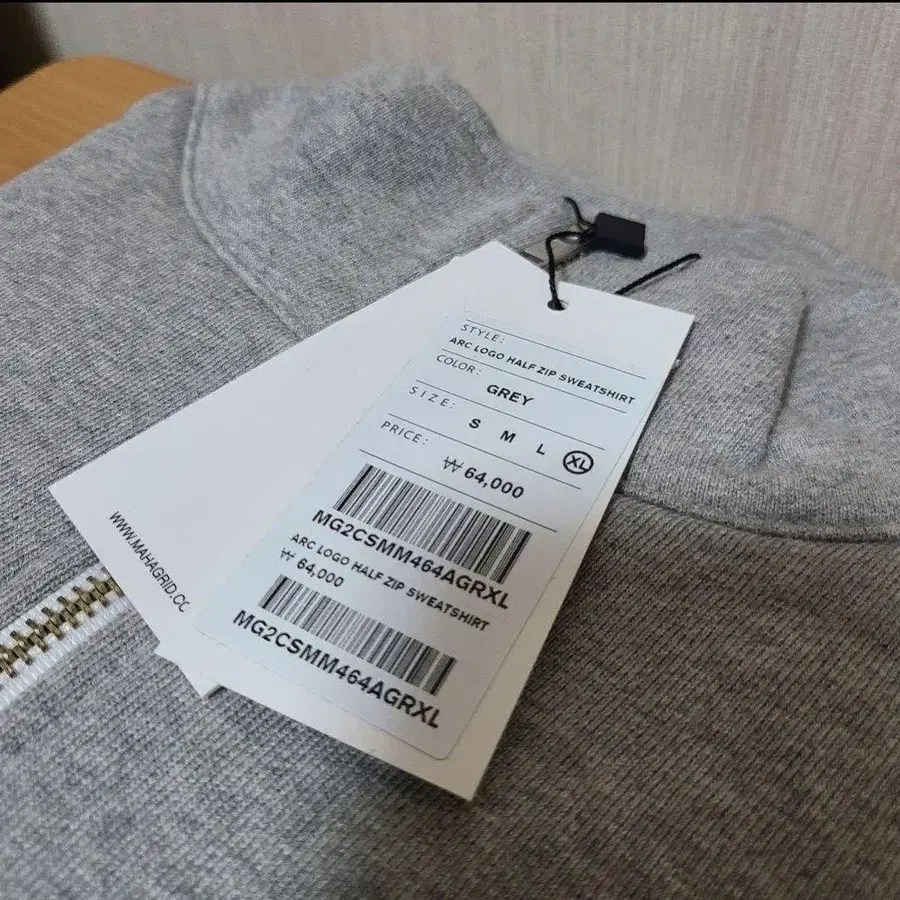 STYLE:
ARC LOGO HALF ZIP SWEATSHIRT
COLOR:
GREY
SIZE:
S M L XL
PRICE:
₩ 64,000
MG2CSMM464AGRXL
ARC LOGO HALF ZIP SWEATSHIRT
₩ 64,000
MG2CSMM464AGRXL
WWW.MAHAGRID.CO